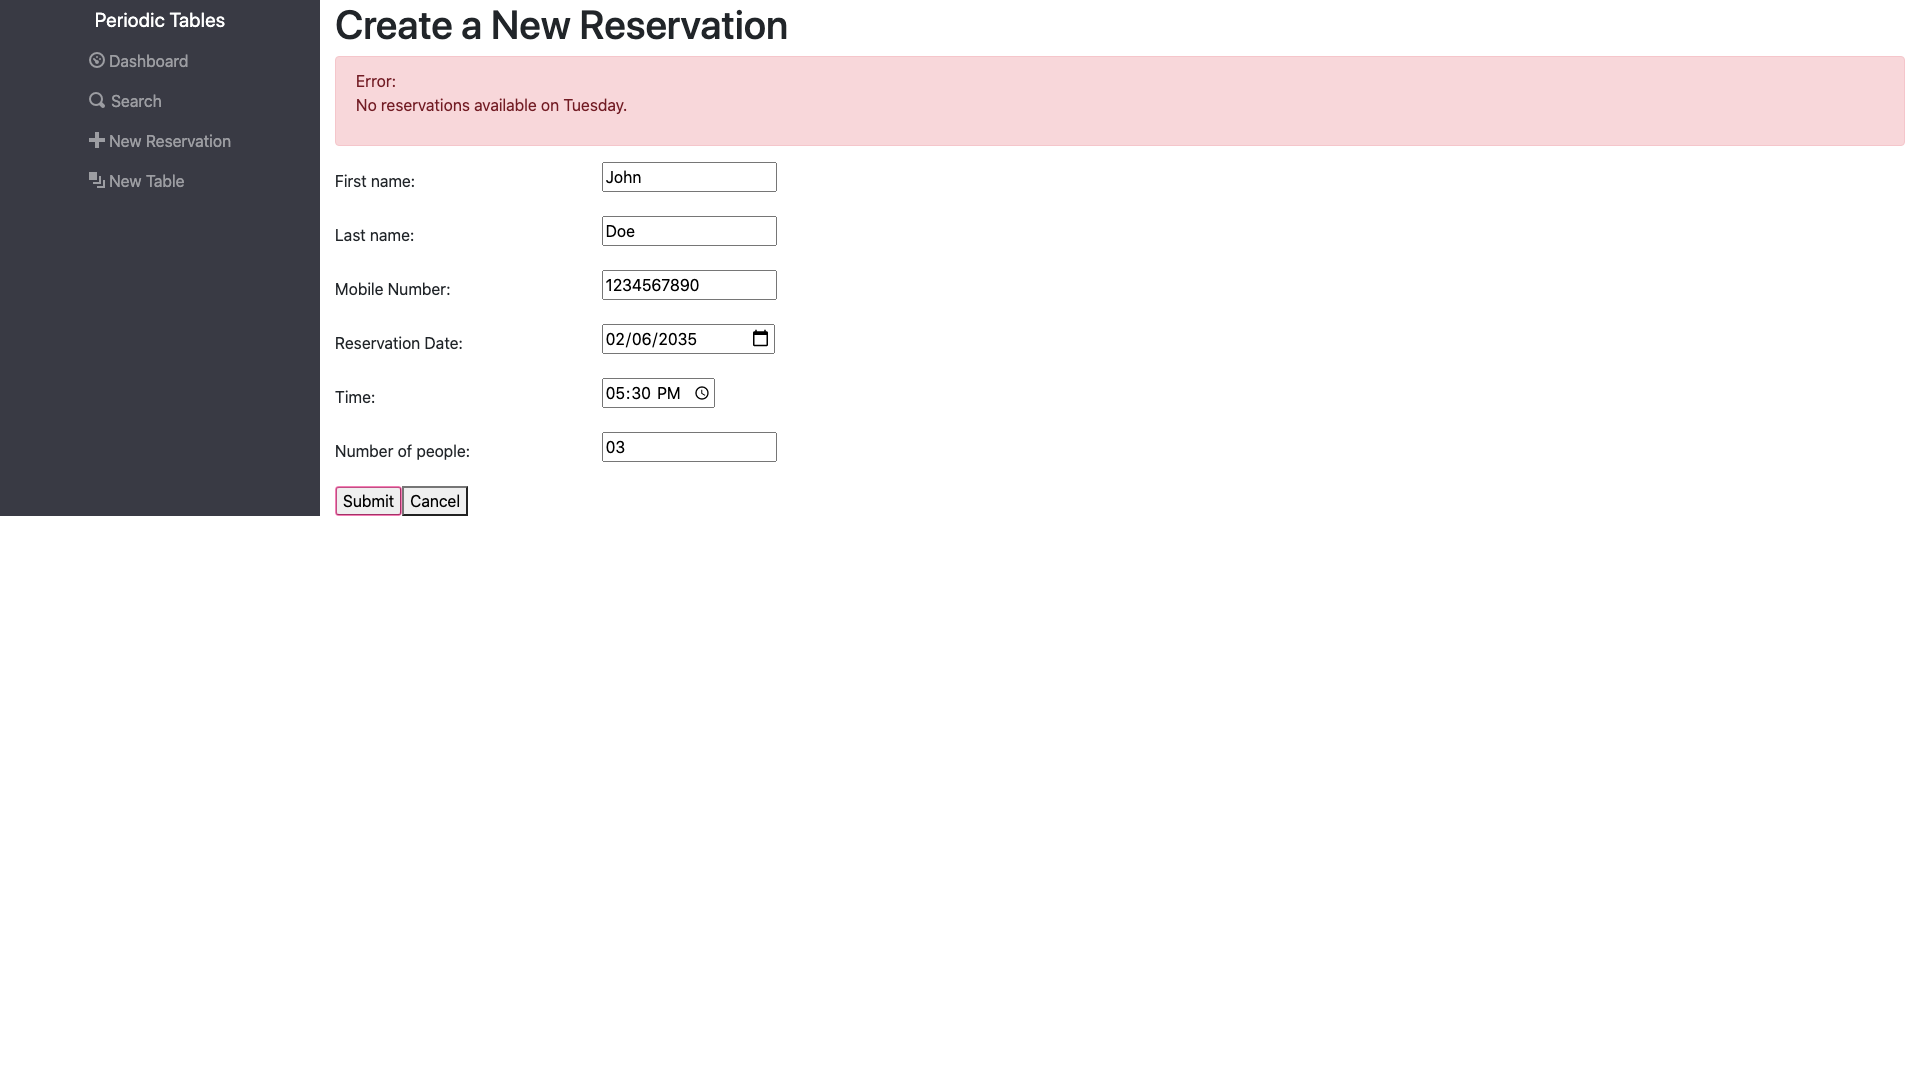 Periodic Tables
Dashboard
Search
New Reservation
New Table
Create a New Reservation
Error:
No reservations available on Tuesday.
First name: John
Last name: Doe
Mobile Number: 1234567890
Reservation Date: 02/06/2035
Time: 05:30 PM
Number of people: 03
Submit Cancel